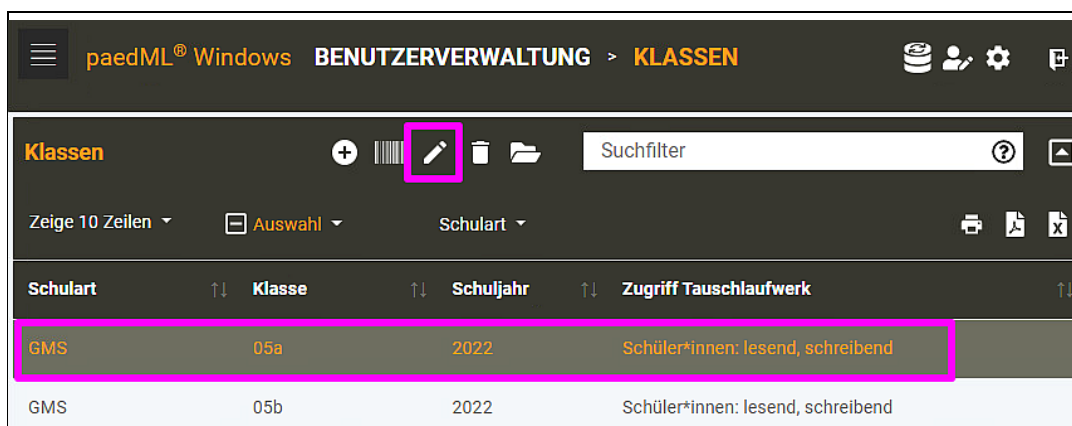 paedML® Windows BENUTZERVERWALTUNG > KLASSEN
Klassen Suchfilter
Zeige 10 Zeilen Auswahl Schulart
Schulart Klasse Schuljahr Zugriff Tauschlaufwerk
GMS 05a 2022 Schüler*innen: lesend, schreibend
GMS 05b 2022 Schüler*innen: lesend, schreibend